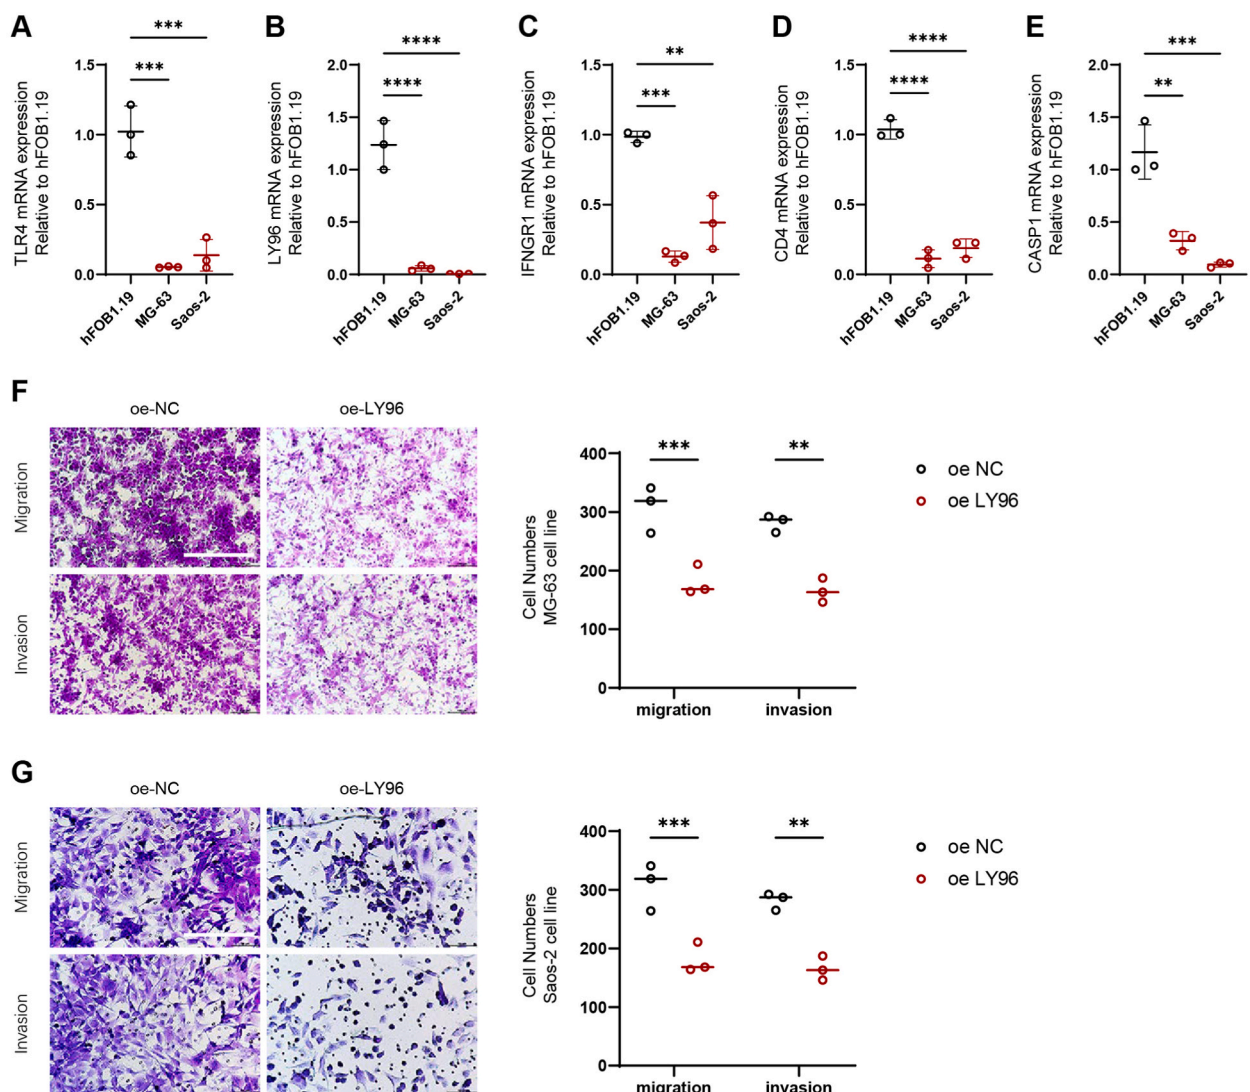 A
TLR4 mRNA expression
Relative to hFOB1.19
***
***
1.5
1.0
0.5
0.0
hFOB1.19
MG-63
Saos-2
B
LY96 mRNA expression
Relative to hFOB1.19
****
****
2.0
1.5
1.0
0.5
0.0
hFOB1.19
MG-63
Saos-2
C
IFNGR1 mRNA expression
Relative to hFOB1.19
**
***
1.5
1.0
0.5
0.0
hFOB1.19
MG-63
Saos-2
D
CD4 mRNA expression
Relative to hFOB1.19
****
****
1.5
1.0
0.5
0.0
hFOB1.19
MG-63
Saos-2
E
CASP1 mRNA expression
Relative to hFOB1.19
***
**
2.0
1.5
1.0
0.5
0.0
hFOB1.19
MG-63
Saos-2
F
oe-NC
oe-LY96
Migration
Invasion
Cell Numbers
MG-63 cell line
400
300
200
100
0
***
**
migration
invasion
oe NC
oe LY96
G
oe-NC
oe-LY96
Migration
Invasion
Cell Numbers
Saos-2 cell line
400
300
200
100
0
***
**
migration
invasion
oe NC
oe LY96